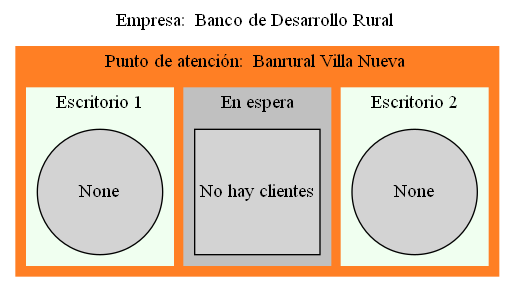 Empresa: Banco de Desarrollo Rural
Punto de atención: Banrural Villa Nueva
Escritorio 1
None
En espera
No hay clientes
Escritorio 2
None